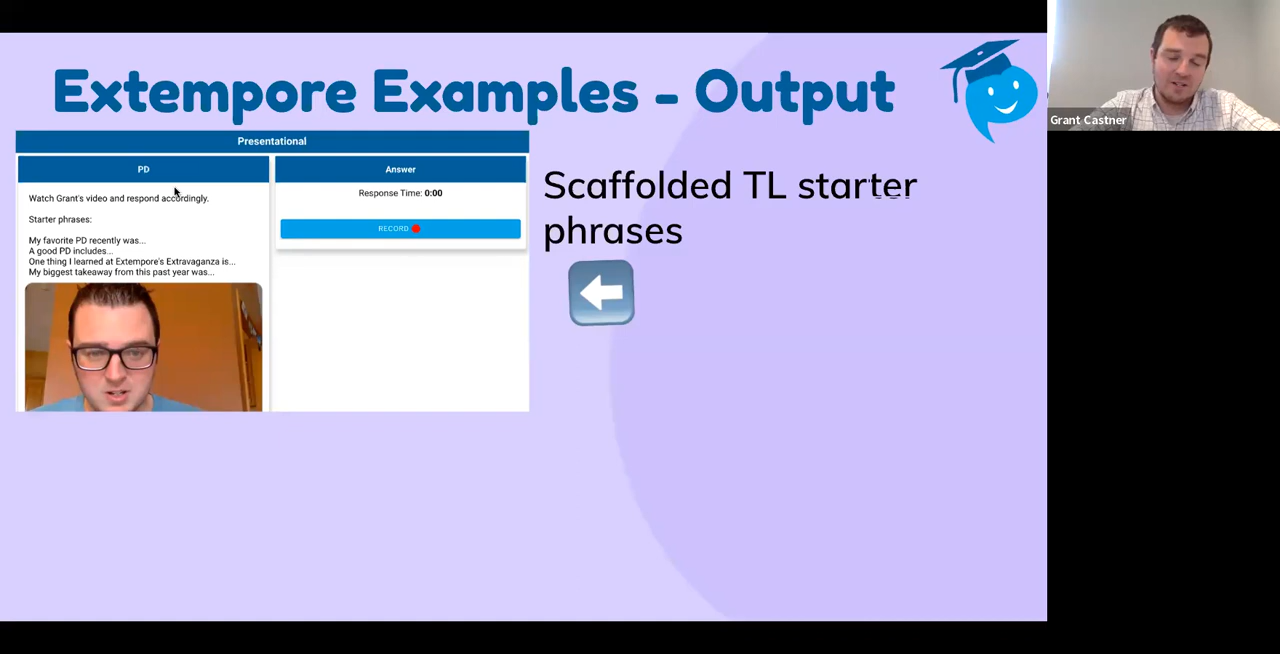 Extempore Examples - Output
Grant Castner
Presentational
PD
Answer
Watch Grant's video and respond accordingly.
Starter phrases:
My favorite PD recently was...
A good PD includes...
One thing I learned at Extempore's Extravaganza is...
My biggest takeaway from this past year was...
Response Time: 0:00
RECORD
Scaffolded TL starter
phrases